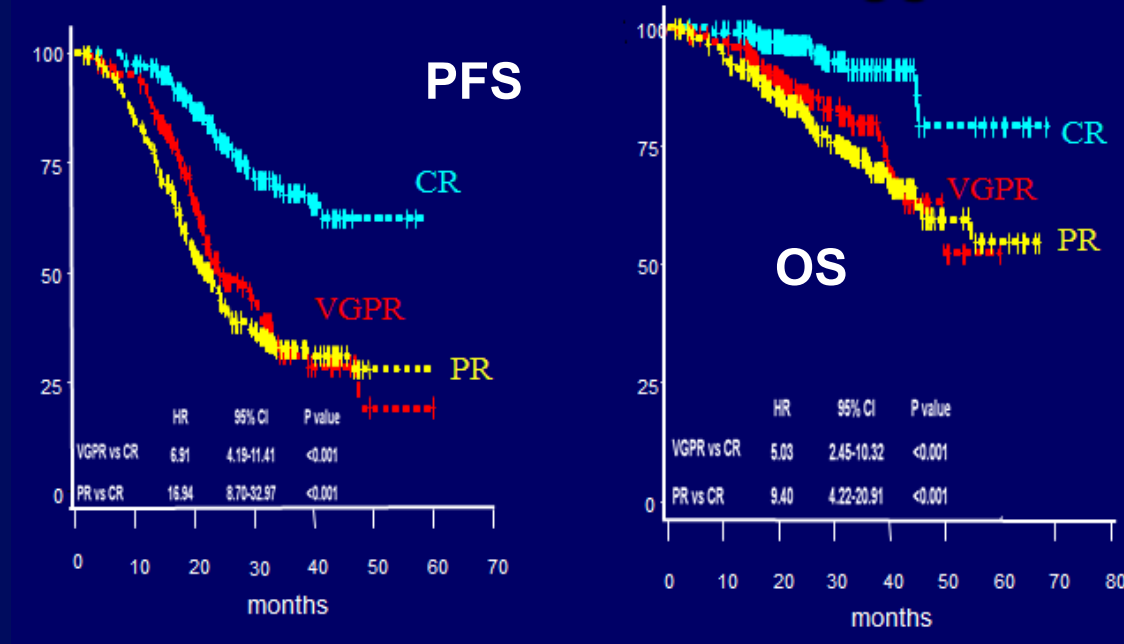 PFS
100
75
50
25
0
CR
VGPR
PR
HR 95% CI P value
VGPR vs CR 6.91 4.19-11.41 <0.001
PR vs CR 16.94 8.70-32.97 <0.001
0 10 20 30 40 50 60 70
months
OS
100
75
50
25
0
CR
VGPR
PR
HR 95% CI P value
VGPR vs CR 5.03 2.45-10.32 <0.001
PR vs CR 9.40 4.22-20.91 <0.001
0 10 20 30 40 50 60 70 80
months